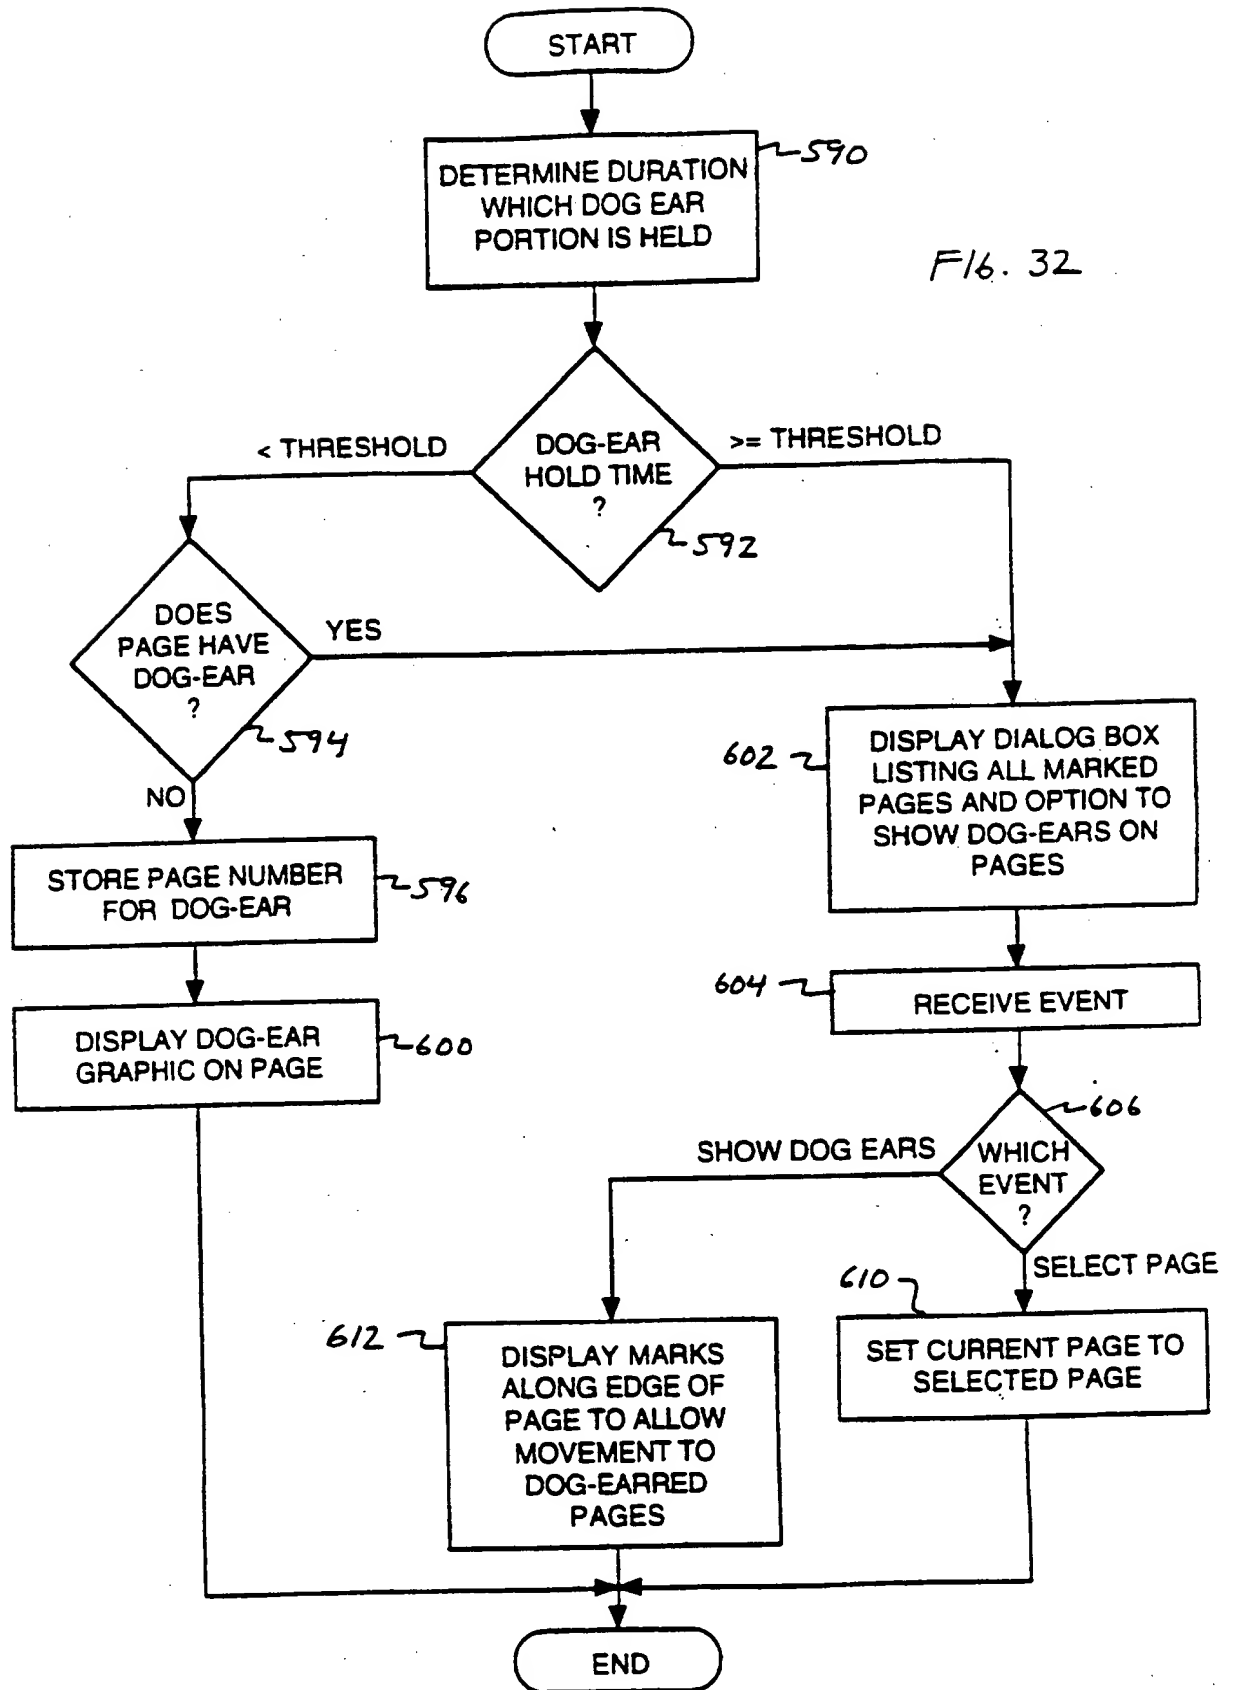 START
DETERMINE DURATION
WHICH DOG EAR
PORTION IS HELD
590
FIG. 32
< THRESHOLD
DOG-EAR
HOLD TIME
?
>= THRESHOLD
592
DOES
PAGE HAVE
DOG-EAR
?
YES
594
NO
STORE PAGE NUMBER
FOR DOG-EAR
596
DISPLAY DOG-EAR
GRAPHIC ON PAGE
600
602
DISPLAY DIALOG BOX
LISTING ALL MARKED
PAGES AND OPTION TO
SHOW DOG-EARS ON
PAGES
604
RECEIVE EVENT
606
SHOW DOG EARS
WHICH
EVENT
?
SELECT PAGE
610
SET CURRENT PAGE TO
SELECTED PAGE
612
DISPLAY MARKS
ALONG EDGE OF
PAGE TO ALLOW
MOVEMENT TO
DOG-EARRED
PAGES
END